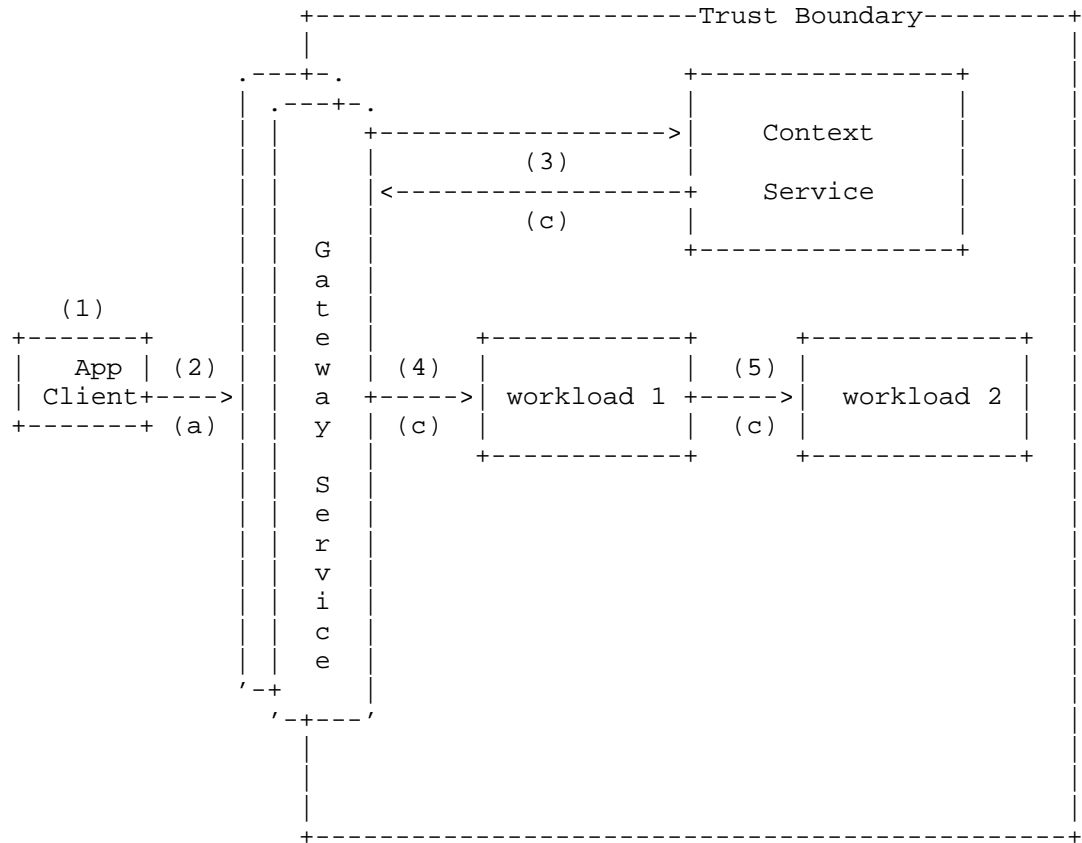 Trust Boundary
Context
(3)
Service
(c)
G
a
(1)
t
e
App (2) w (4) (5)
Client a workload 1 workload 2
(a) y (c) (c)
S
e
r
v
i
c
e